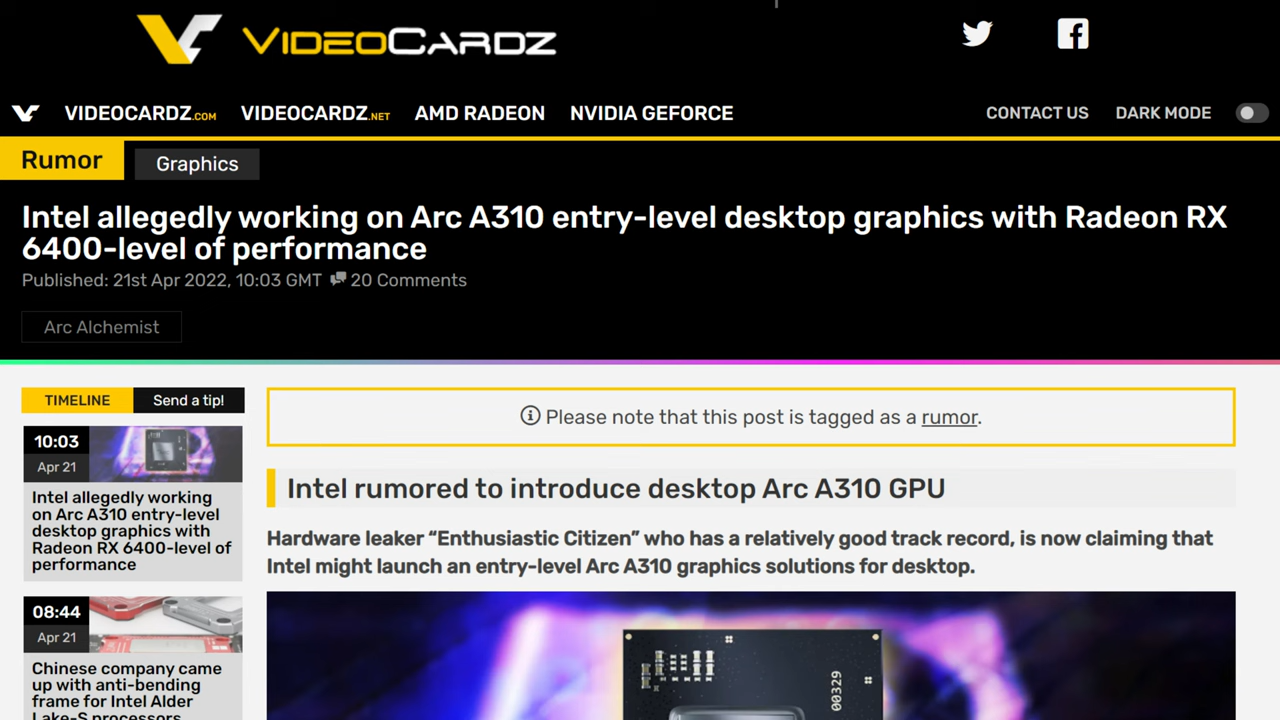 VIDEOCARDZ
VIDEOCARDZ.COM VIDEOCARDZ.NET AMD RADEON NVIDIA GEFORCE CONTACT US DARK MODE
Rumor Graphics
Intel allegedly working on Arc A310 entry-level desktop graphics with Radeon RX
6400-level of performance
Published: 21st Apr 2022, 10:03 GMT 20 Comments
Arc Alchemist
TIMELINE Send a tip!
10:03
Apr 21
Intel allegedly working
on Arc A310 entry-level
desktop graphics with
Radeon RX 6400-level of
performance
08:44
Apr 21
Chinese company came
up with anti-bending
frame for Intel Alder
Lake-S processors
Please note that this post is tagged as a rumor.
Intel rumored to introduce desktop Arc A310 GPU
Hardware leaker “Enthusiastic Citizen” who has a relatively good track record, is now claiming that
Intel might launch an entry-level Arc A310 graphics solutions for desktop.
00329